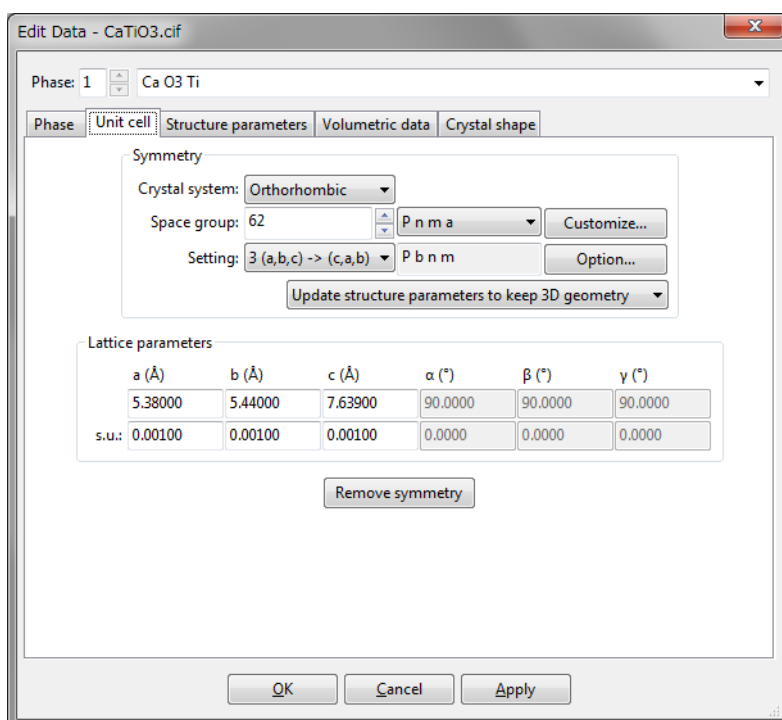 Edit Data - CaTiO3.cif
x
Phase: 1 Ca O3 Ti
Phase Unit cell Structure parameters Volumetric data Crystal shape
Symmetry
Crystal system: Orthorhombic
Space group: 62 P n m a Customize...
Setting: 3 (a,b,c) -> (c,a,b) P b n m Option...
Update structure parameters to keep 3D geometry
Lattice parameters
a (Å) b (Å) c (Å) α (°) β (°) γ (°)
5.38000 5.44000 7.63900 90.0000 90.0000 90.0000
s.u.: 0.00100 0.00100 0.00100 0.0000 0.0000 0.0000
Remove symmetry
OK Cancel Apply